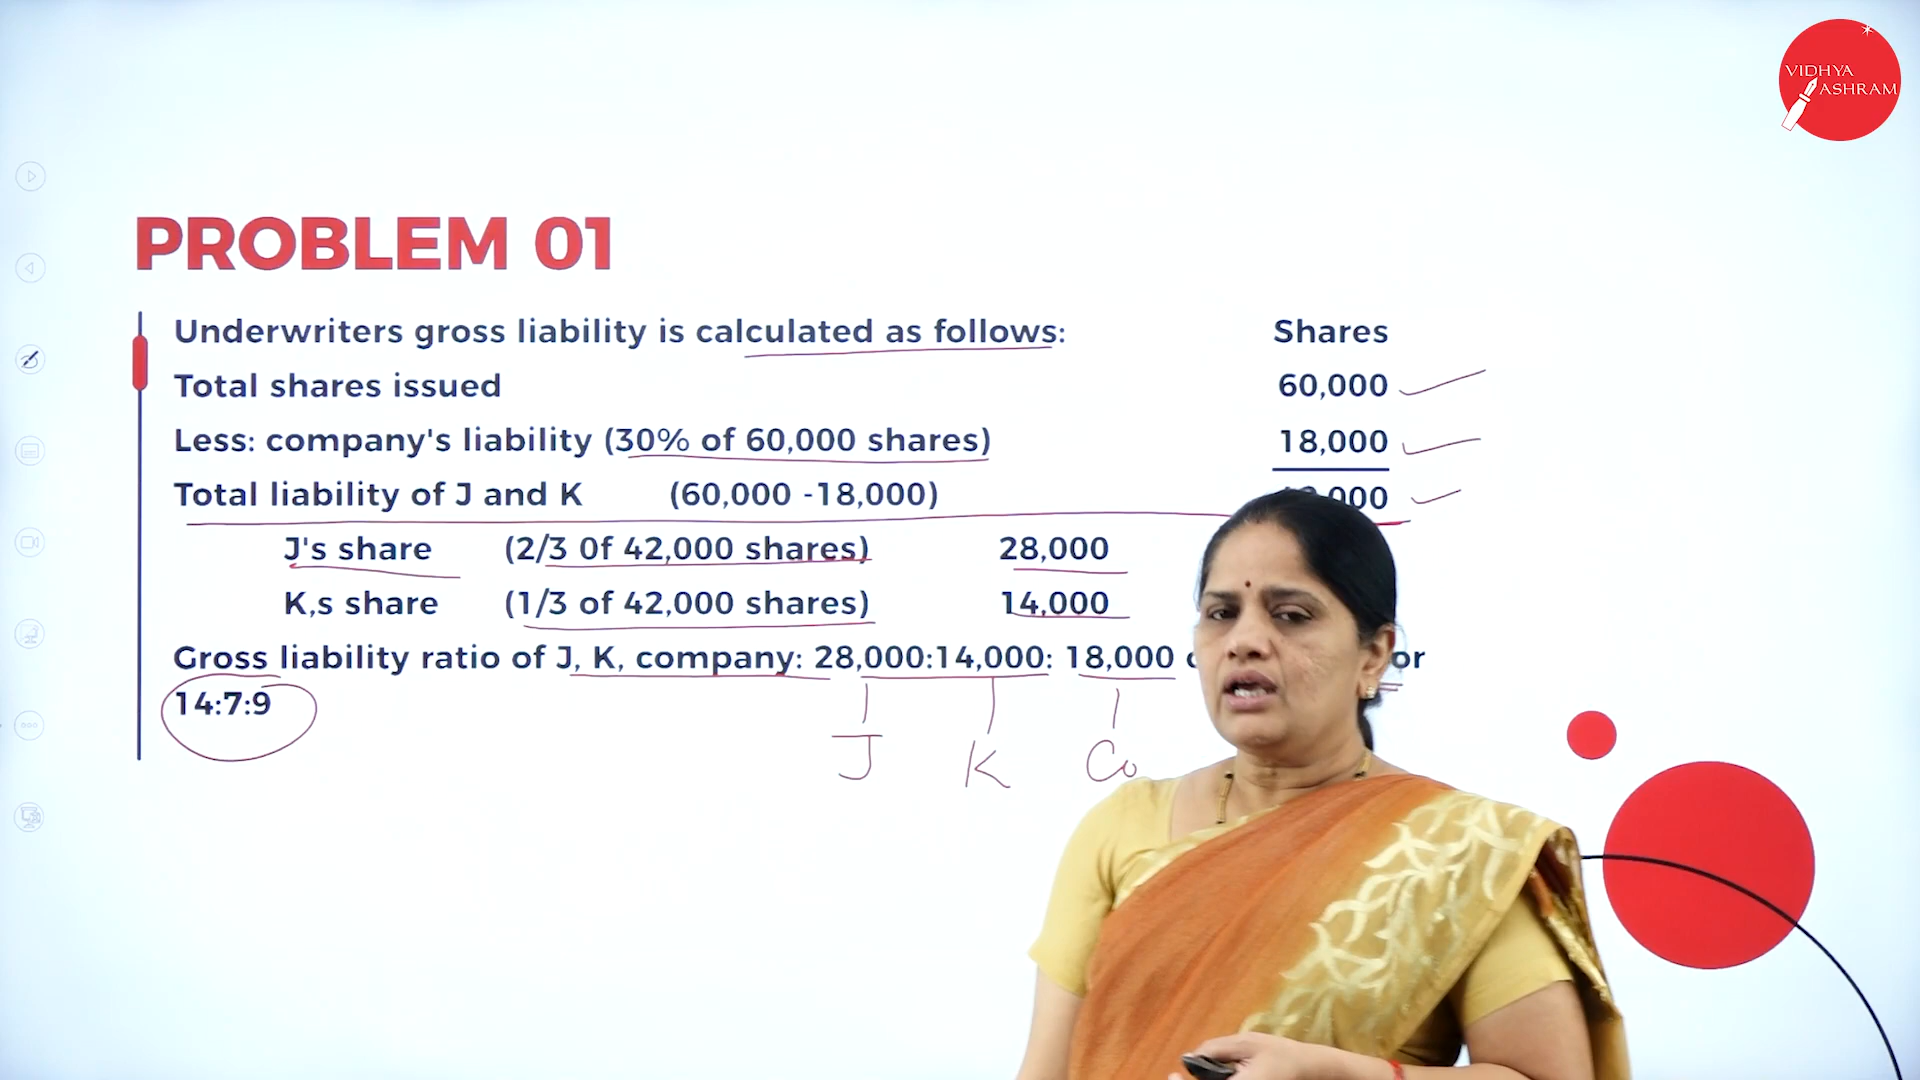 VIDHYA
ASHRAM
PROBLEM 01
Underwriters gross liability is calculated as follows: Shares
Total shares issued 60,000
Less: company's liability (30% of 60,000 shares) 18,000
Total liability of J and K (60,000 -18,000) 000
J's share (2/3 0f 42,000 shares) 28,000
K,s share (1/3 of 42,000 shares) 14,000
Gross liability ratio of J, K, company: 28,000:14,000: 18,000 or
14:7:9
J K Co